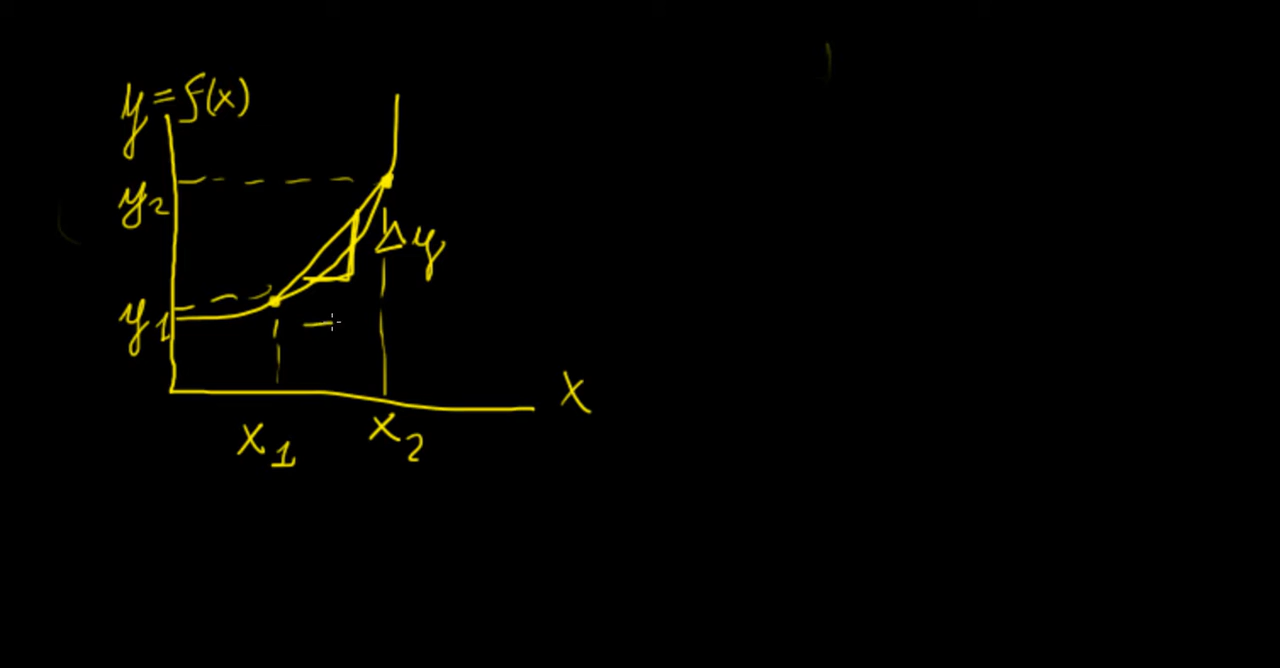 y = f(x)
y2
Δy
y1
x
x1
x2